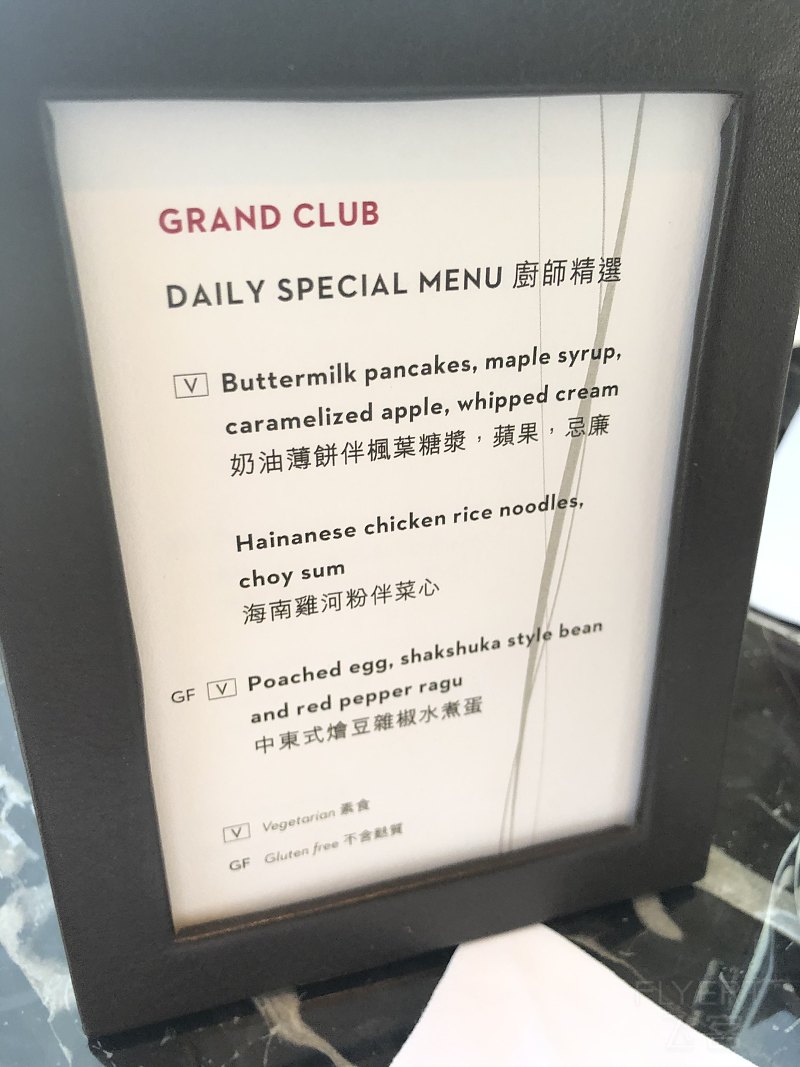 GRAND CLUB
DAILY SPECIAL MENU 廚師精選
V Buttermilk pancakes, maple syrup,
caramelized apple, whipped cream
奶油薄餅伴楓葉糖漿，蘋果，忌廉
Hainanese chicken rice noodles,
choy sum
海南雞河粉伴菜心
GF V Poached egg, shakshuka style bean
and red pepper ragu
中東式燴豆雜椒水煮蛋
V Vegetarian 素食
GF Gluten free 不含麩質